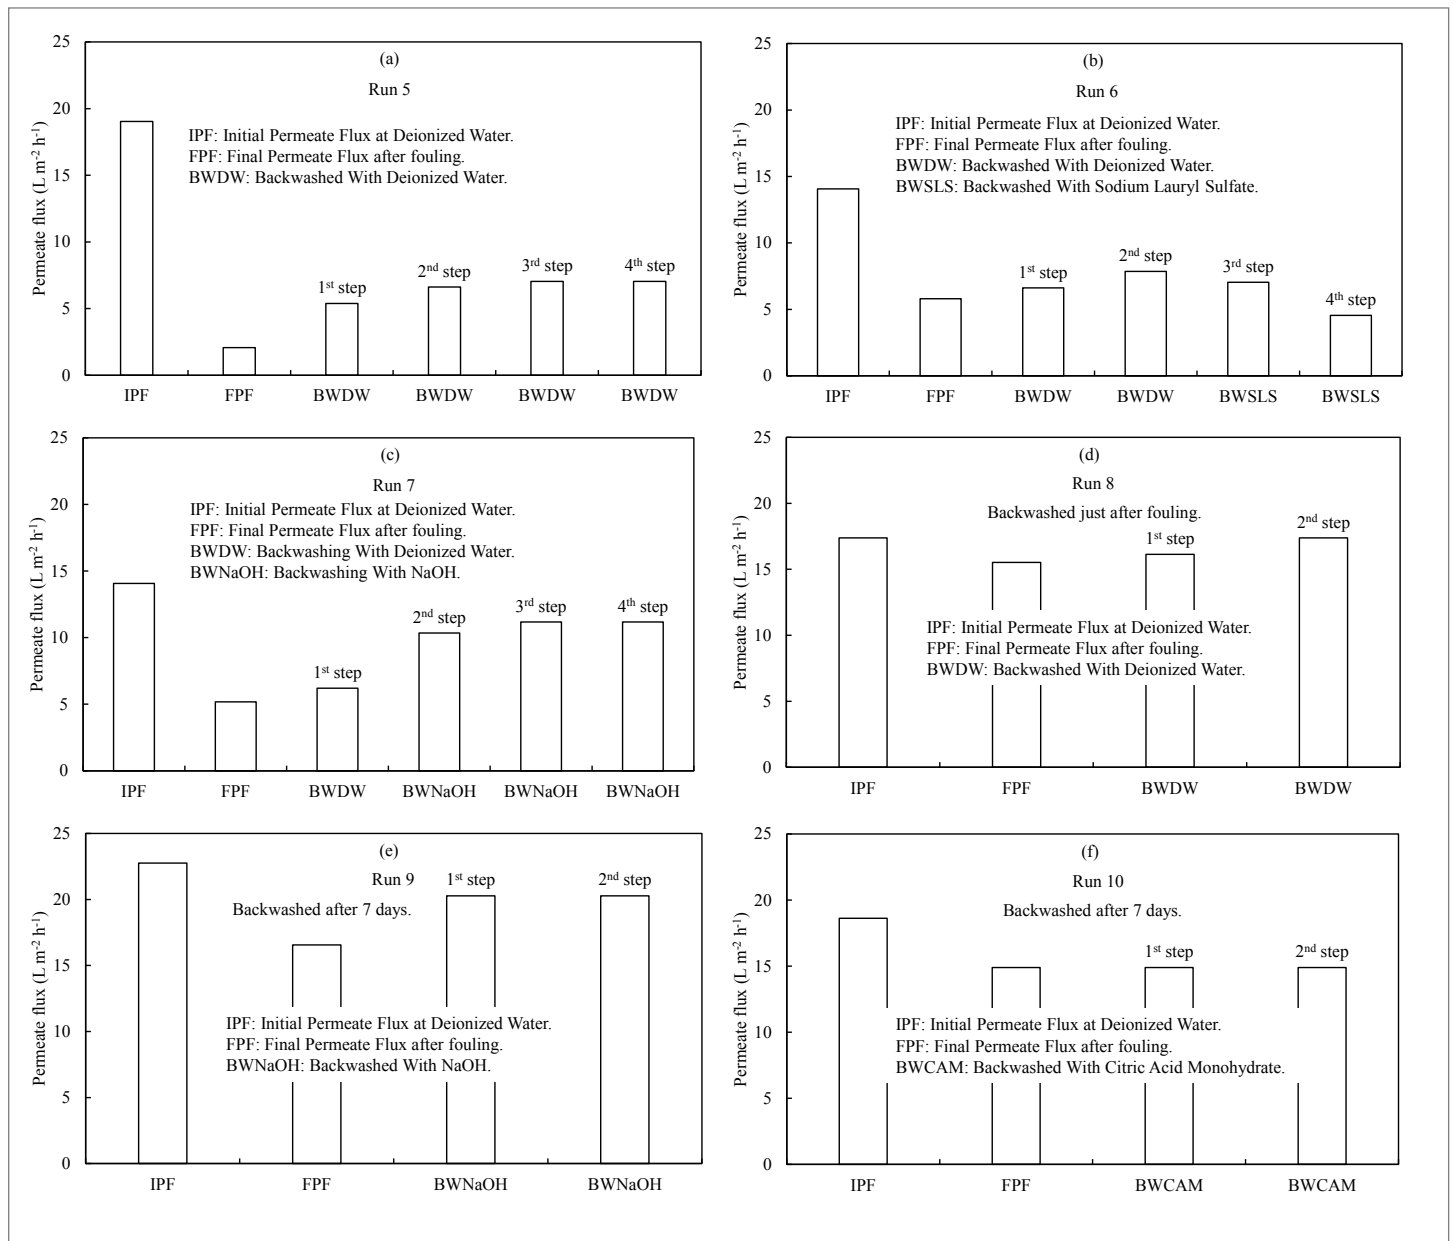 (a)
Run 5
IPF: Initial Permeate Flux at Deionized Water.
FPF: Final Permeate Flux after fouling.
BWDW: Backwashed With Deionized Water.
Permeate flux (L m⁻² h⁻¹)
25
20
15
10
5
0
1ˢᵗ step
2ⁿᵈ step
3ʳᵈ step
4ᵗʰ step
IPF FPF BWDW BWDW BWDW BWDW
(b)
Run 6
IPF: Initial Permeate Flux at Deionized Water.
FPF: Final Permeate Flux after fouling.
BWDW: Backwashed With Deionized Water.
BWSLS: Backwashed With Sodium Lauryl Sulfate.
Permeate flux (L m⁻² h⁻¹)
25
20
15
10
5
0
1ˢᵗ step
2ⁿᵈ step
3ʳᵈ step
4ᵗʰ step
IPF FPF BWDW BWDW BWSLS BWSLS
(c)
Run 7
IPF: Initial Permeate Flux at Deionized Water.
FPF: Final Permeate Flux after fouling.
BWDW: Backwashing With Deionized Water.
BWNaOH: Backwashing With NaOH.
Permeate flux (L m⁻² h⁻¹)
25
20
15
10
5
0
1ˢᵗ step
2ⁿᵈ step
3ʳᵈ step
4ᵗʰ step
IPF FPF BWDW BWNaOH BWNaOH BWNaOH
(d)
Run 8
Backwashed just after fouling.
Permeate flux (L m⁻² h⁻¹)
25
20
15
10
5
0
1ˢᵗ step
2ⁿᵈ step
IPF: Initial Permeate Flux at Deionized Water.
FPF: Final Permeate Flux after fouling.
BWDW: Backwashed With Deionized Water.
IPF FPF BWDW BWDW
(e)
Run 9
Backwashed after 7 days.
Permeate flux (L m⁻² h⁻¹)
25
20
15
10
5
0
1ˢᵗ step
2ⁿᵈ step
IPF: Initial Permeate Flux at Deionized Water.
FPF: Final Permeate Flux after fouling.
BWNaOH: Backwashed With NaOH.
IPF FPF BWNaOH BWNaOH
(f)
Run 10
Backwashed after 7 days.
Permeate flux (L m⁻² h⁻¹)
25
20
15
10
5
0
1ˢᵗ step
2ⁿᵈ step
IPF: Initial Permeate Flux at Deionized Water.
FPF: Final Permeate Flux after fouling.
BWCAM: Backwashed With Citric Acid Monohydrate.
IPF FPF BWCAM BWCAM